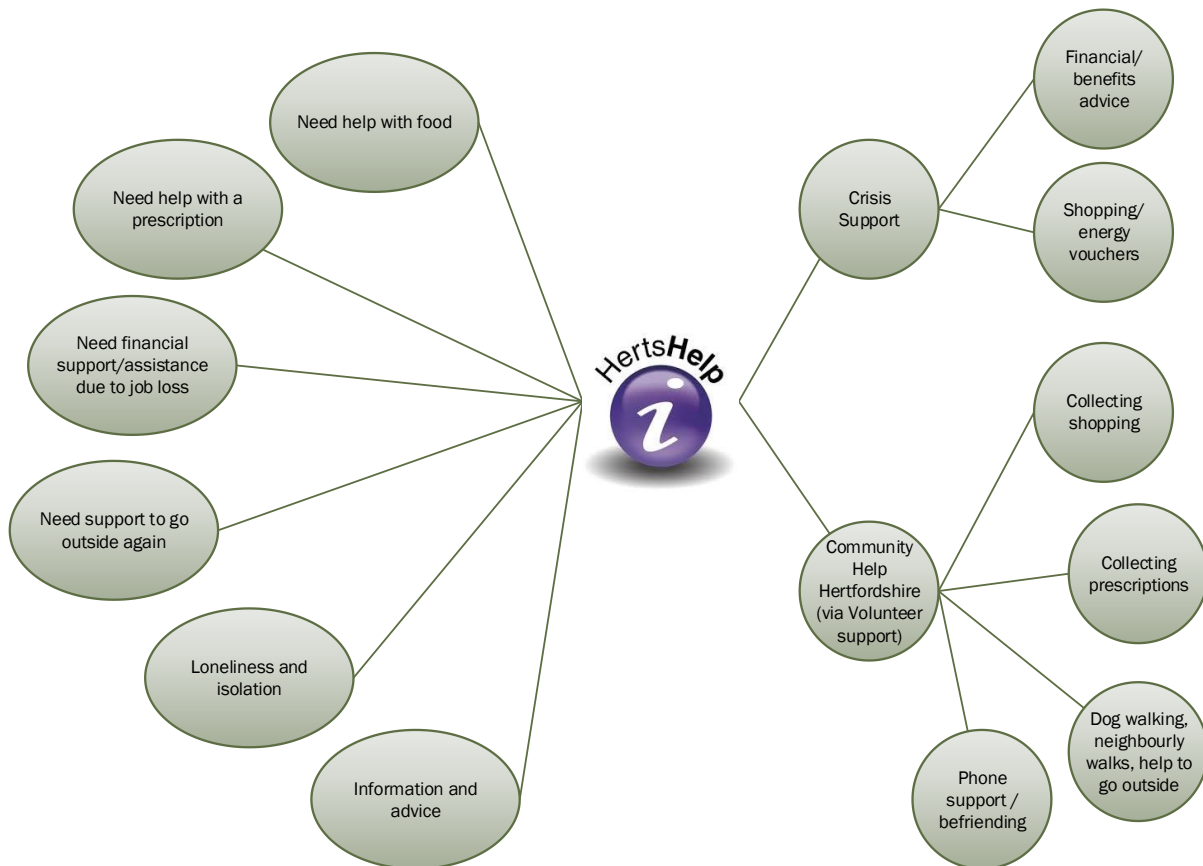 Need help with food
Need help with a
prescription
Need financial
support/assistance
due to job loss
Need support to go
outside again
Loneliness and
isolation
Information and
advice
HertsHelp
i
Crisis
Support
Financial/
benefits
advice
Shopping/
energy
vouchers
Community
Help
Hertfordshire
(via Volunteer
support)
Collecting
shopping
Collecting
prescriptions
Dog walking,
neighbourly
walks, help to
go outside
Phone
support /
befriending